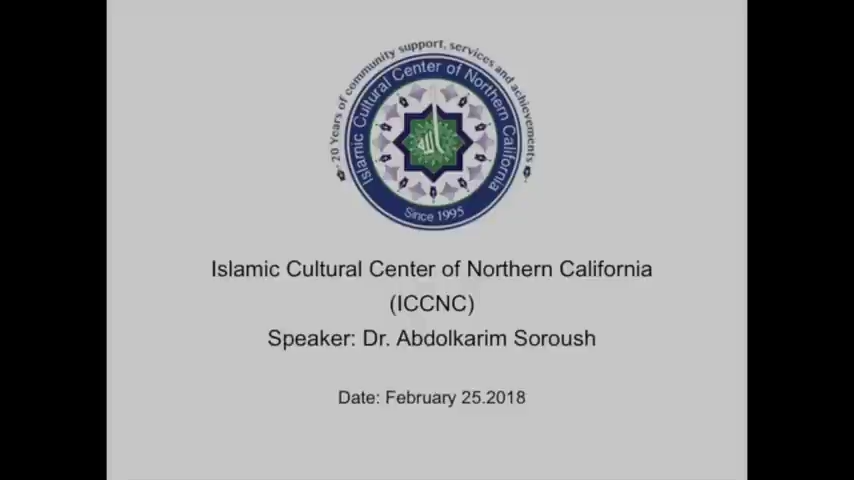 20 Years of community support, services and achievements
Islamic Cultural Center of Northern California
الله
Since 1995
Islamic Cultural Center of Northern California
(ICCNC)
Speaker: Dr. Abdolkarim Soroush
Date: February 25.2018